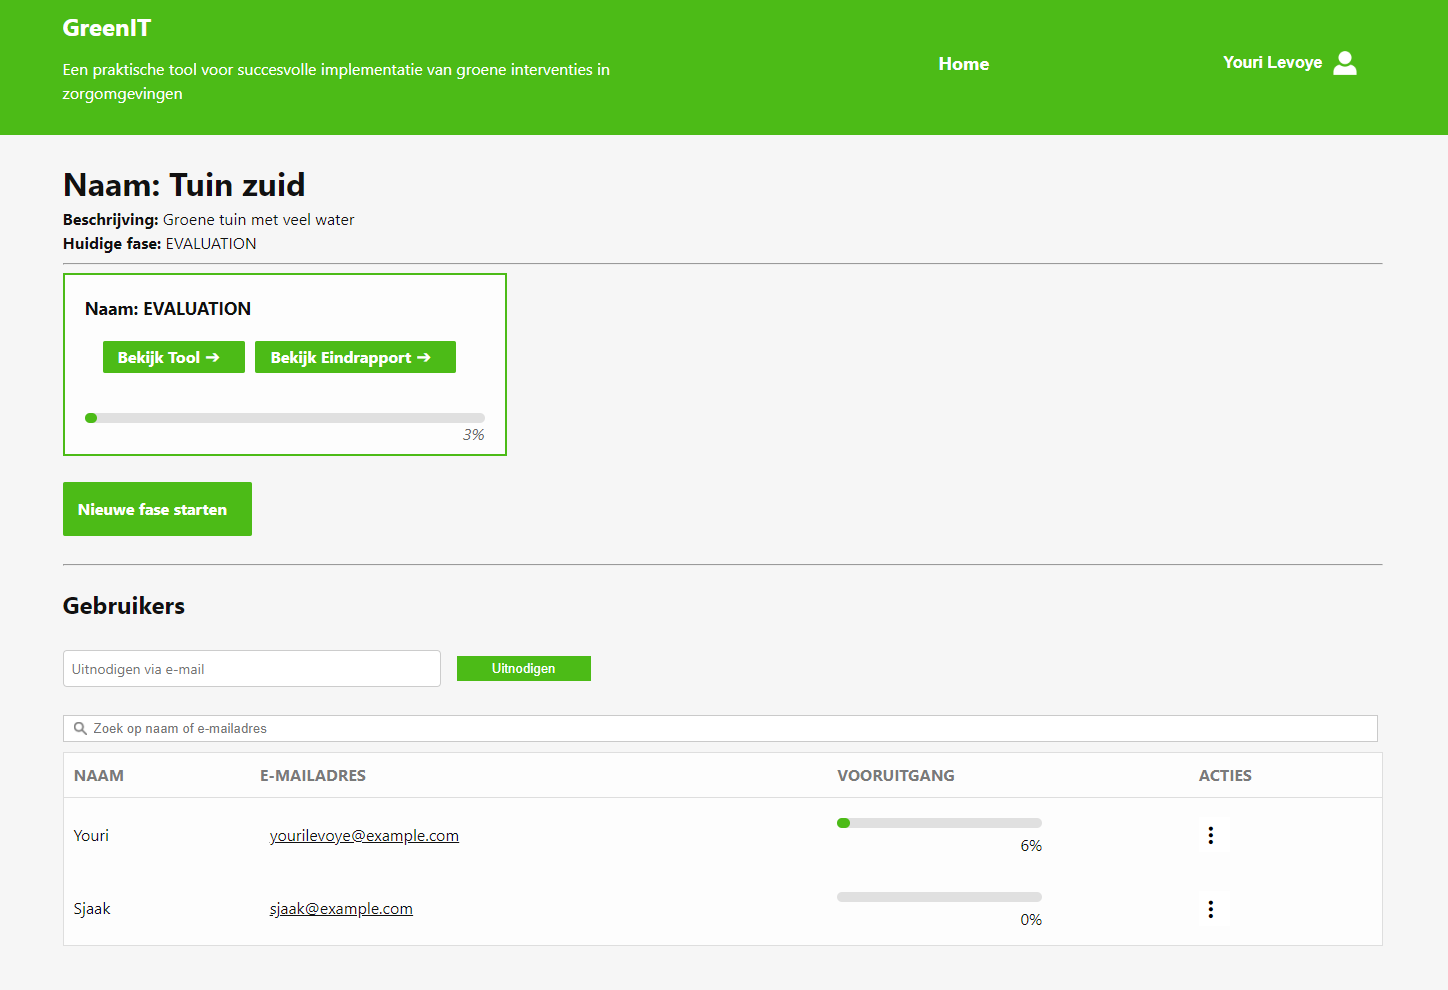 GreenIT
Een praktische tool voor succesvolle implementatie van groene interventies in
zorgomgevingen
Home
Youri Levoye
Naam: Tuin zuid
Beschrijving: Groene tuin met veel water
Huidige fase: EVALUATION
Naam: EVALUATION
Bekijk Tool ➔
Bekijk Eindrapport ➔
3%
Nieuwe fase starten
Gebruikers
Uitnodigen via e-mail
Uitnodigen
Zoek op naam of e-mailadres
NAAM E-MAILADRES VOORUITGANG ACTIES
Youri yourilevoye@example.com 6%
Sjaak sjaak@example.com 0%